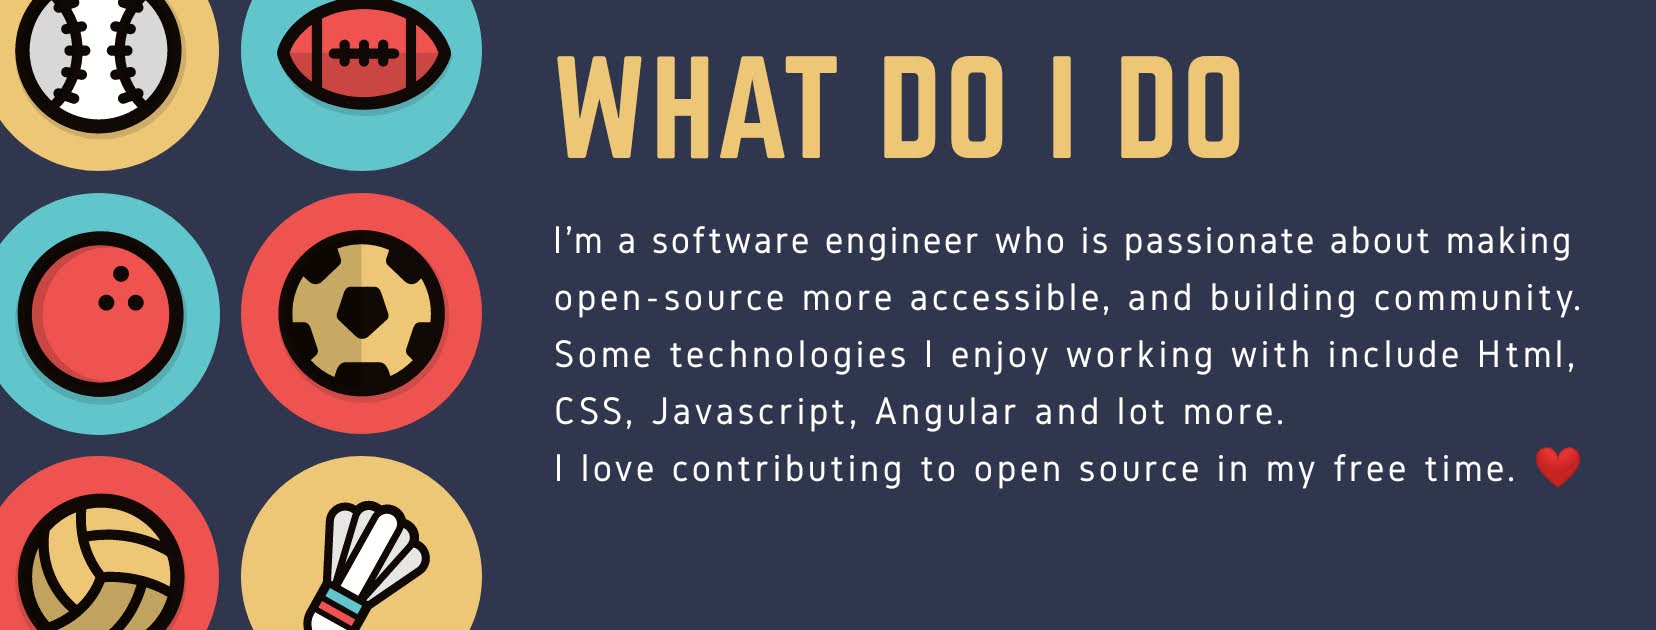 WHAT DO I DO
I'm a software engineer who is passionate about making
open-source more accessible, and building community.
Some technologies I enjoy working with include Html,
CSS, Javascript, Angular and lot more.
I love contributing to open source in my free time. ❤️